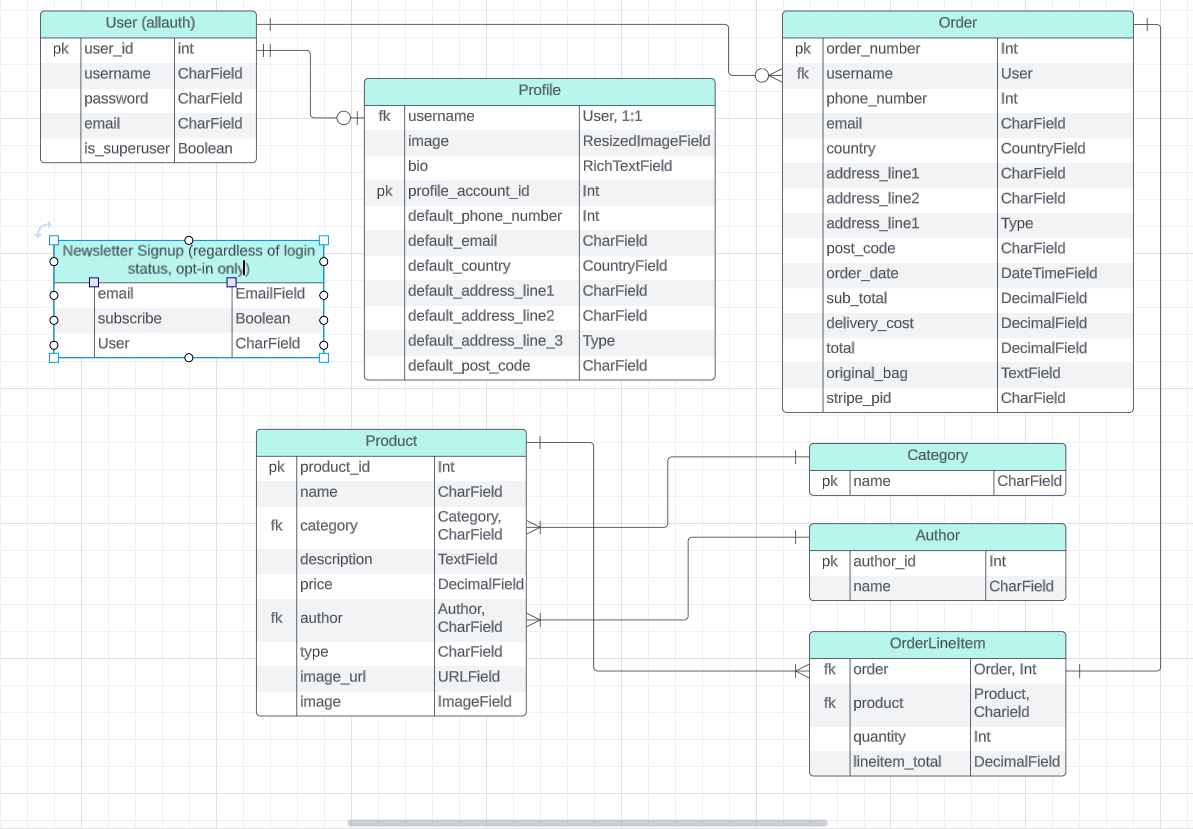 User (allauth)
pk user_id int
username CharField
password CharField
email CharField
is_superuser Boolean
Profile
fk username User, 1:1
image ResizedImageField
bio RichTextField
pk profile_account_id Int
default_phone_number Int
default_email CharField
default_country CountryField
default_address_line1 CharField
default_address_line2 CharField
default_address_line_3 Type
default_post_code CharField
Order
pk order_number Int
fk username User
phone_number Int
email CharField
country CountryField
address_line1 CharField
address_line2 CharField
address_line1 Type
post_code CharField
order_date DateTimeField
sub_total DecimalField
delivery_cost DecimalField
total DecimalField
original_bag TextField
stripe_pid CharField
Newsletter Signup (regardless of login
status, opt-in only)
email EmailField
subscribe Boolean
User CharField
Product
pk product_id Int
name CharField
fk category Category,
CharField
description TextField
price DecimalField
fk author Author,
CharField
type CharField
image_url URLField
image ImageField
Category
pk name CharField
Author
pk author_id Int
name CharField
OrderLineItem
fk order Order, Int
fk product Product,
Charield
quantity Int
lineitem_total DecimalField